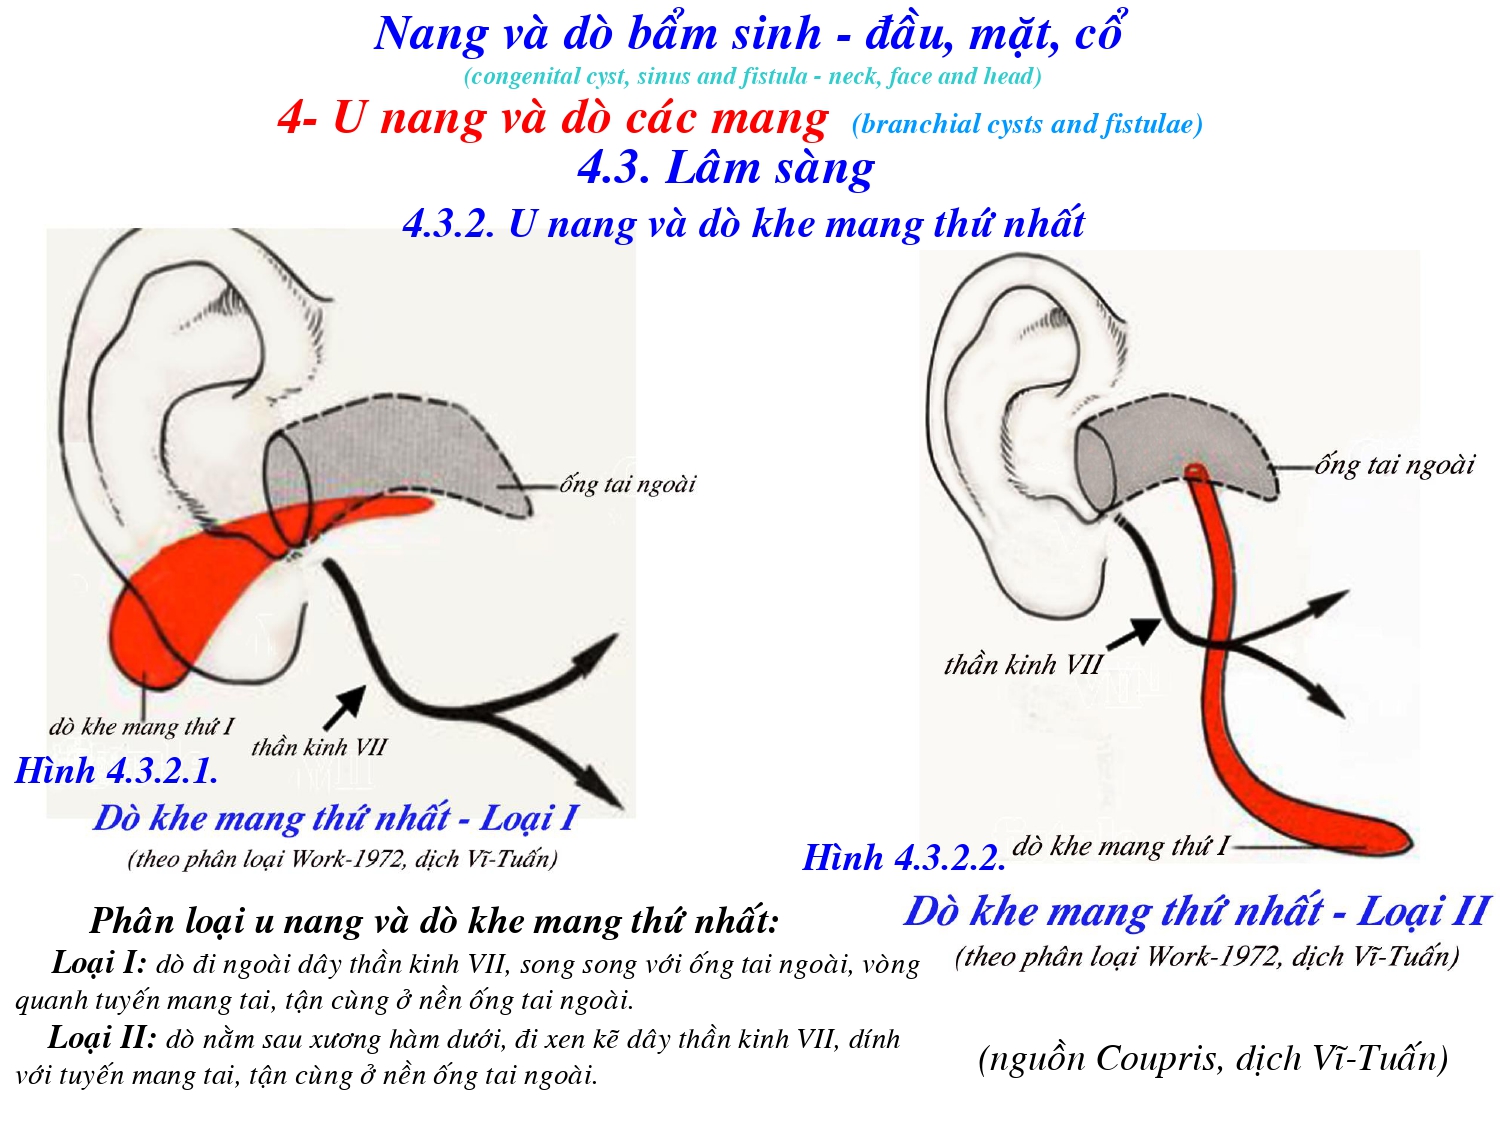 Nang và dò bẩm sinh - đầu, mặt, cổ
(congenital cyst, sinus and fistula - neck, face and head)
4- U nang và dò các mang (branchial cysts and fistulae)
4.3. Lâm sàng
4.3.2. U nang và dò khe mang thứ nhất
ống tai ngoài
dò khe mang thứ I
thần kinh VII
Hình 4.3.2.1.
Dò khe mang thứ nhất - Loại I
(theo phân loại Work-1972, dịch Vĩ-Tuấn)
ống tai ngoài
thần kinh VII
dò khe mang thứ I
Hình 4.3.2.2.
Dò khe mang thứ nhất - Loại II
(theo phân loại Work-1972, dịch Vĩ-Tuấn)
Phân loại u nang và dò khe mang thứ nhất:
Loại I: dò đi ngoài dây thần kinh VII, song song với ống tai ngoài, vòng
quanh tuyến mang tai, tận cùng ở nền ống tai ngoài.
Loại II: dò nằm sau xương hàm dưới, đi xen kẽ dây thần kinh VII, dính
với tuyến mang tai, tận cùng ở nền ống tai ngoài.
(nguồn Coupris, dịch Vĩ-Tuấn)